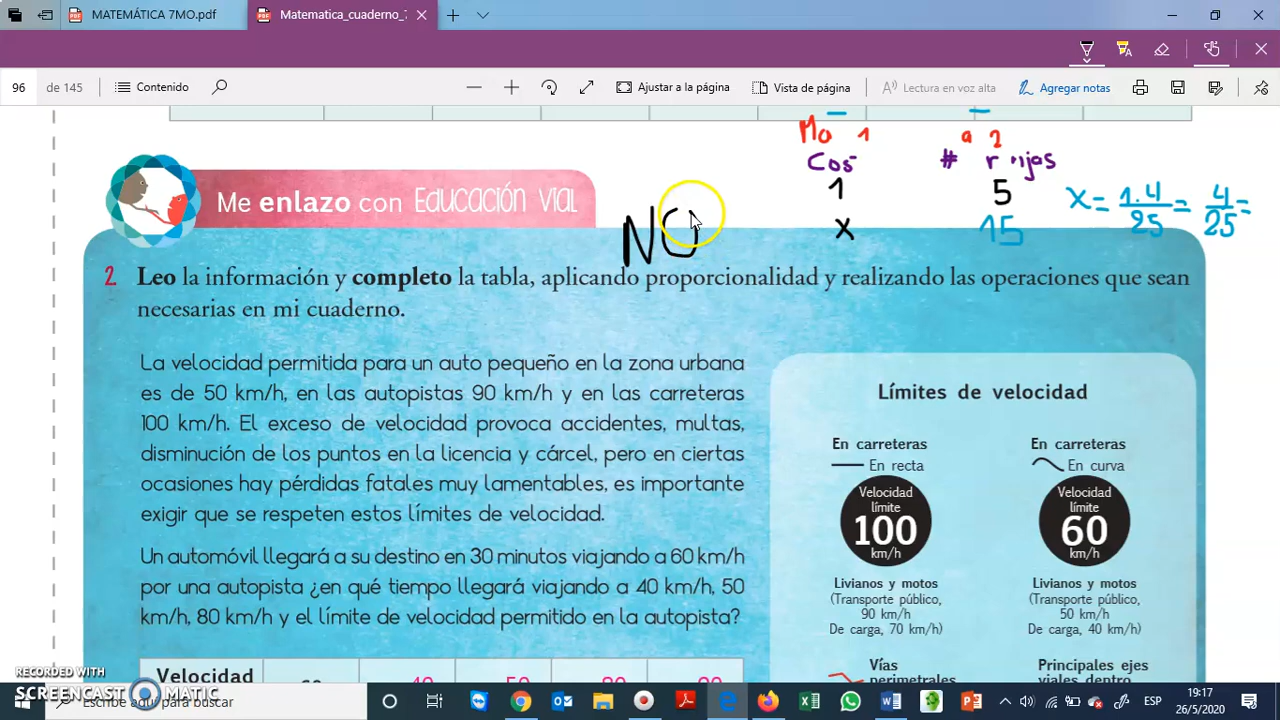 MATEMÁTICA 7MO.pdf
Matematica_cuaderno_7
96 de 145
Contenido
Ajustar a la página
Vista de página
Lectura en voz alta
Agregar notas
Mo 1
a 2
Cos
#
1
5
x
15
x = 1.4/25 = 4/25 =
NO
Me enlazo con Educación Vial
2. Leo la información y completo la tabla, aplicando proporcionalidad y realizando las operaciones que sean
necesarias en mi cuaderno.
La velocidad permitida para un auto pequeño en la zona urbana
es de 50 km/h, en las autopistas 90 km/h y en las carreteras
100 km/h. El exceso de velocidad provoca accidentes, multas,
disminución de los puntos en la licencia y cárcel, pero en ciertas
ocasiones hay pérdidas fatales muy lamentables, es importante
exigir que se respeten estos límites de velocidad.
Un automóvil llegará a su destino en 30 minutos viajando a 60 km/h
por una autopista ¿en qué tiempo llegará viajando a 40 km/h, 50
km/h, 80 km/h y el límite de velocidad permitido en la autopista?
Velocidad
Límites de velocidad
En carreteras
En recta
Velocidad
límite
100
km/h
Livianos y motos
(Transporte público,
90 km/h
De carga, 70 km/h)
En carreteras
En curva
Velocidad
límite
60
km/h
Livianos y motos
(Transporte público,
50 km/h
De carga, 40 km/h)
Vías
perimetrales
Principales ejes
viales dentro
RECORDED WITH
SCREENCAST MATIC
Escribe aquí para buscar
ESP
19:17
26/5/2020